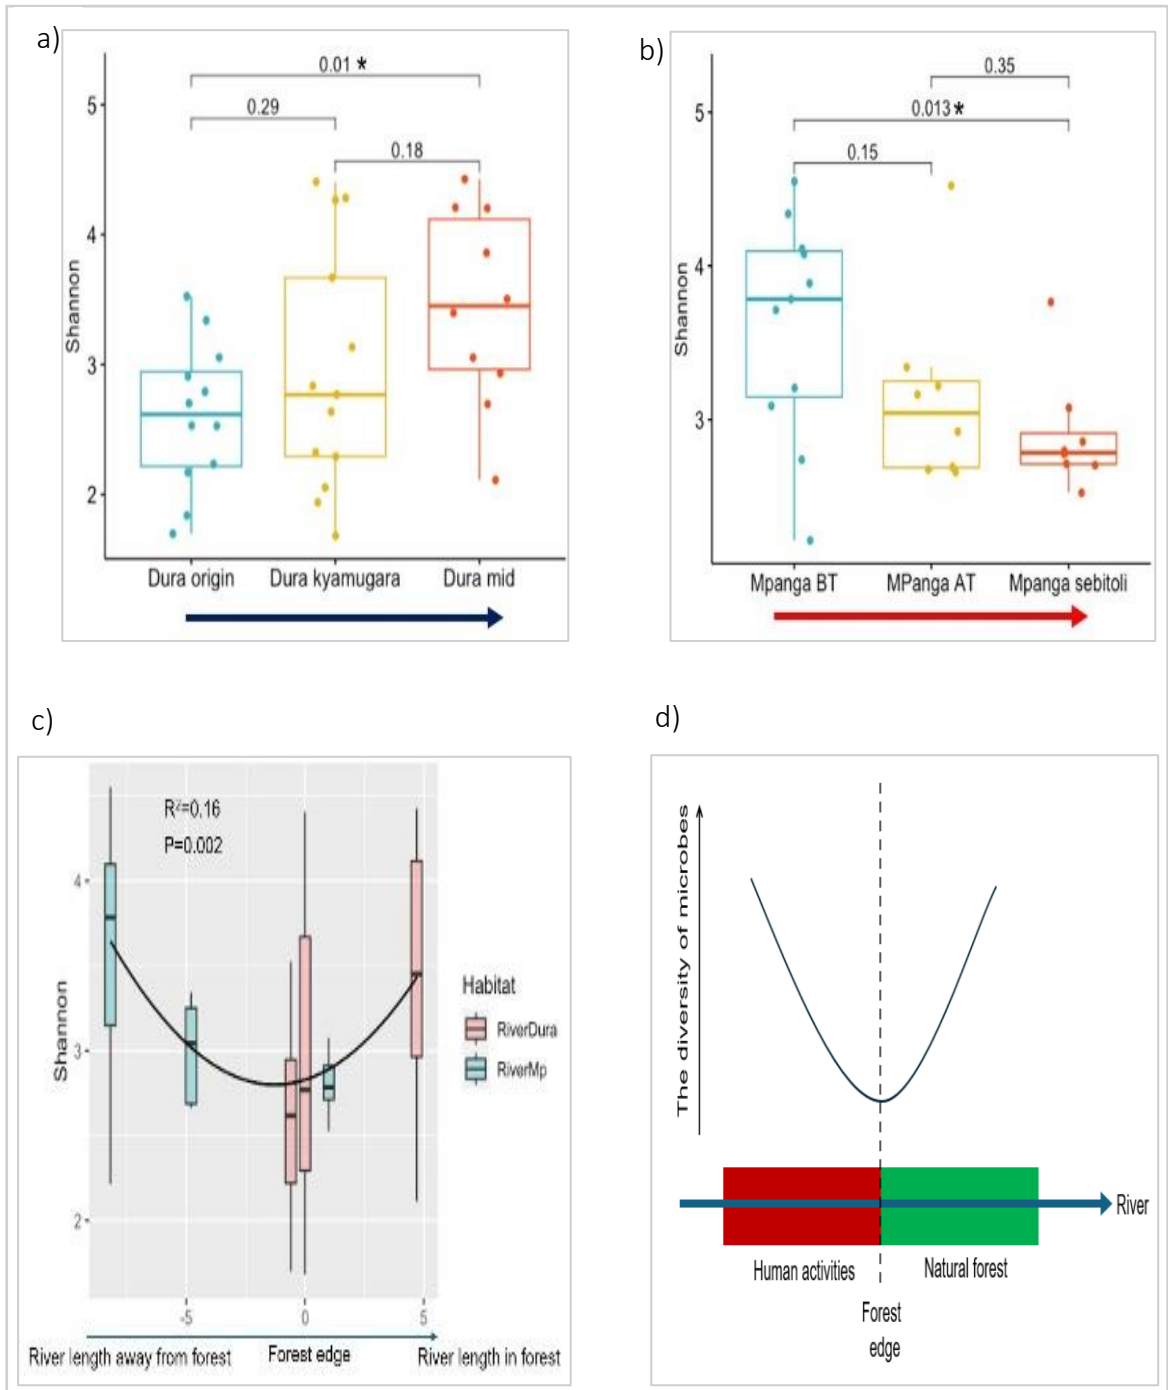 a)
0.01 *
0.29
0.18
5
4
3
2
Shannon
Dura origin
Dura kyamugara
Dura mid
b)
0.35
0.013 *
0.15
5
4
3
Shannon
Mpanga BT
MPanga AT
Mpanga sebitoli
c)
R²=0.16
P=0.002
4
3
2
Shannon
-5
0
5
River length away from forest
Forest edge
River length in forest
Habitat
RiverDura
RiverMp
d)
The diversity of microbes
River
Human activities
Natural forest
Forest
edge